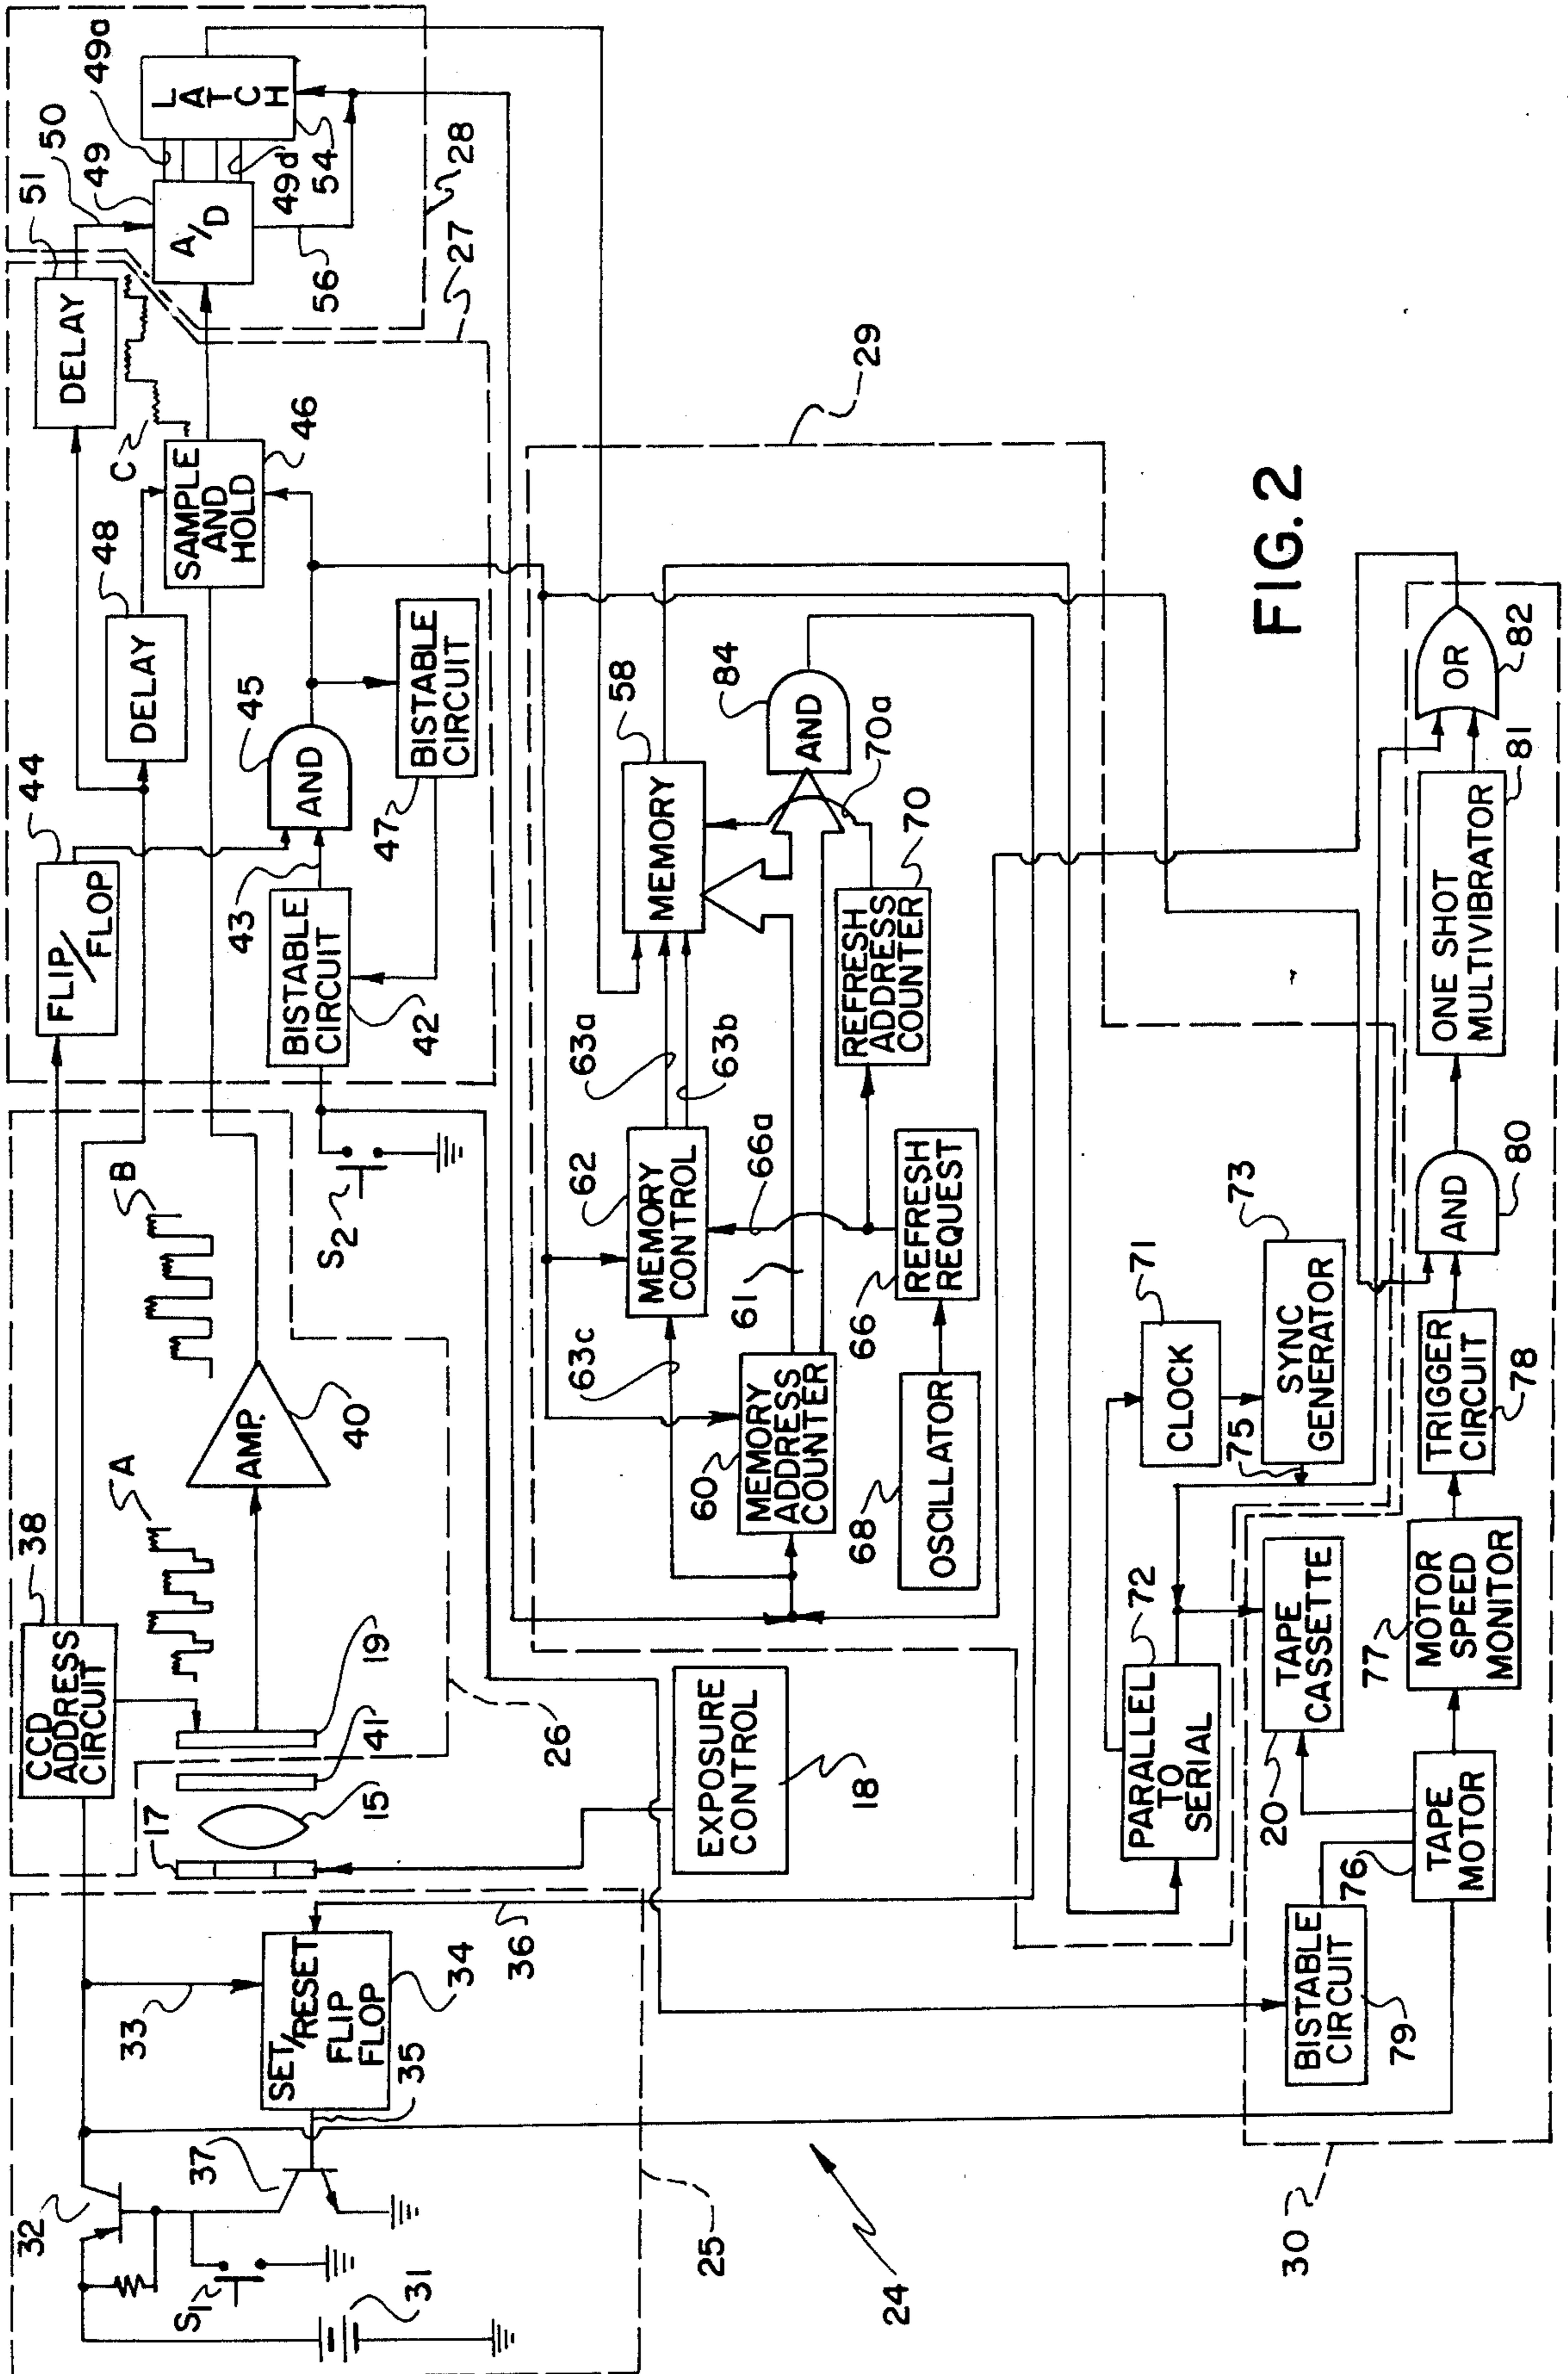 32
33
38
A
B
44
48
51
50
49
49a
CCD
ADDRESS
CIRCUIT
FLIP/
FLOP
DELAY
DELAY
C
A/D
LATCH
S1
37
31
17
15
41
19
AMP.
40
SAMPLE
AND
HOLD
46
49d
54
56
28
27
SET/RESET
FLIP
FLOP
35
34
36
26
S2
BISTABLE
CIRCUIT
42
43
AND
45
47
BISTABLE
CIRCUIT
25
EXPOSURE
CONTROL
18
24
63c
62
MEMORY
CONTROL
63a
63b
66a
58
MEMORY
84
AND
70a
60
MEMORY
ADDRESS
COUNTER
61
66
REFRESH
REQUEST
REFRESH
ADDRESS
COUNTER
70
68
OSCILLATOR
29
PARALLEL
TO
SERIAL
72
71
CLOCK
75
SYNC
GENERATOR
73
20
TAPE
CASSETTE
BISTABLE
CIRCUIT
79
76
TAPE
MOTOR
77
MOTOR
SPEED
MONITOR
TRIGGER
CIRCUIT
78
AND
80
ONE SHOT
MULTIVIBRATOR
81
OR
82
30
FIG. 2